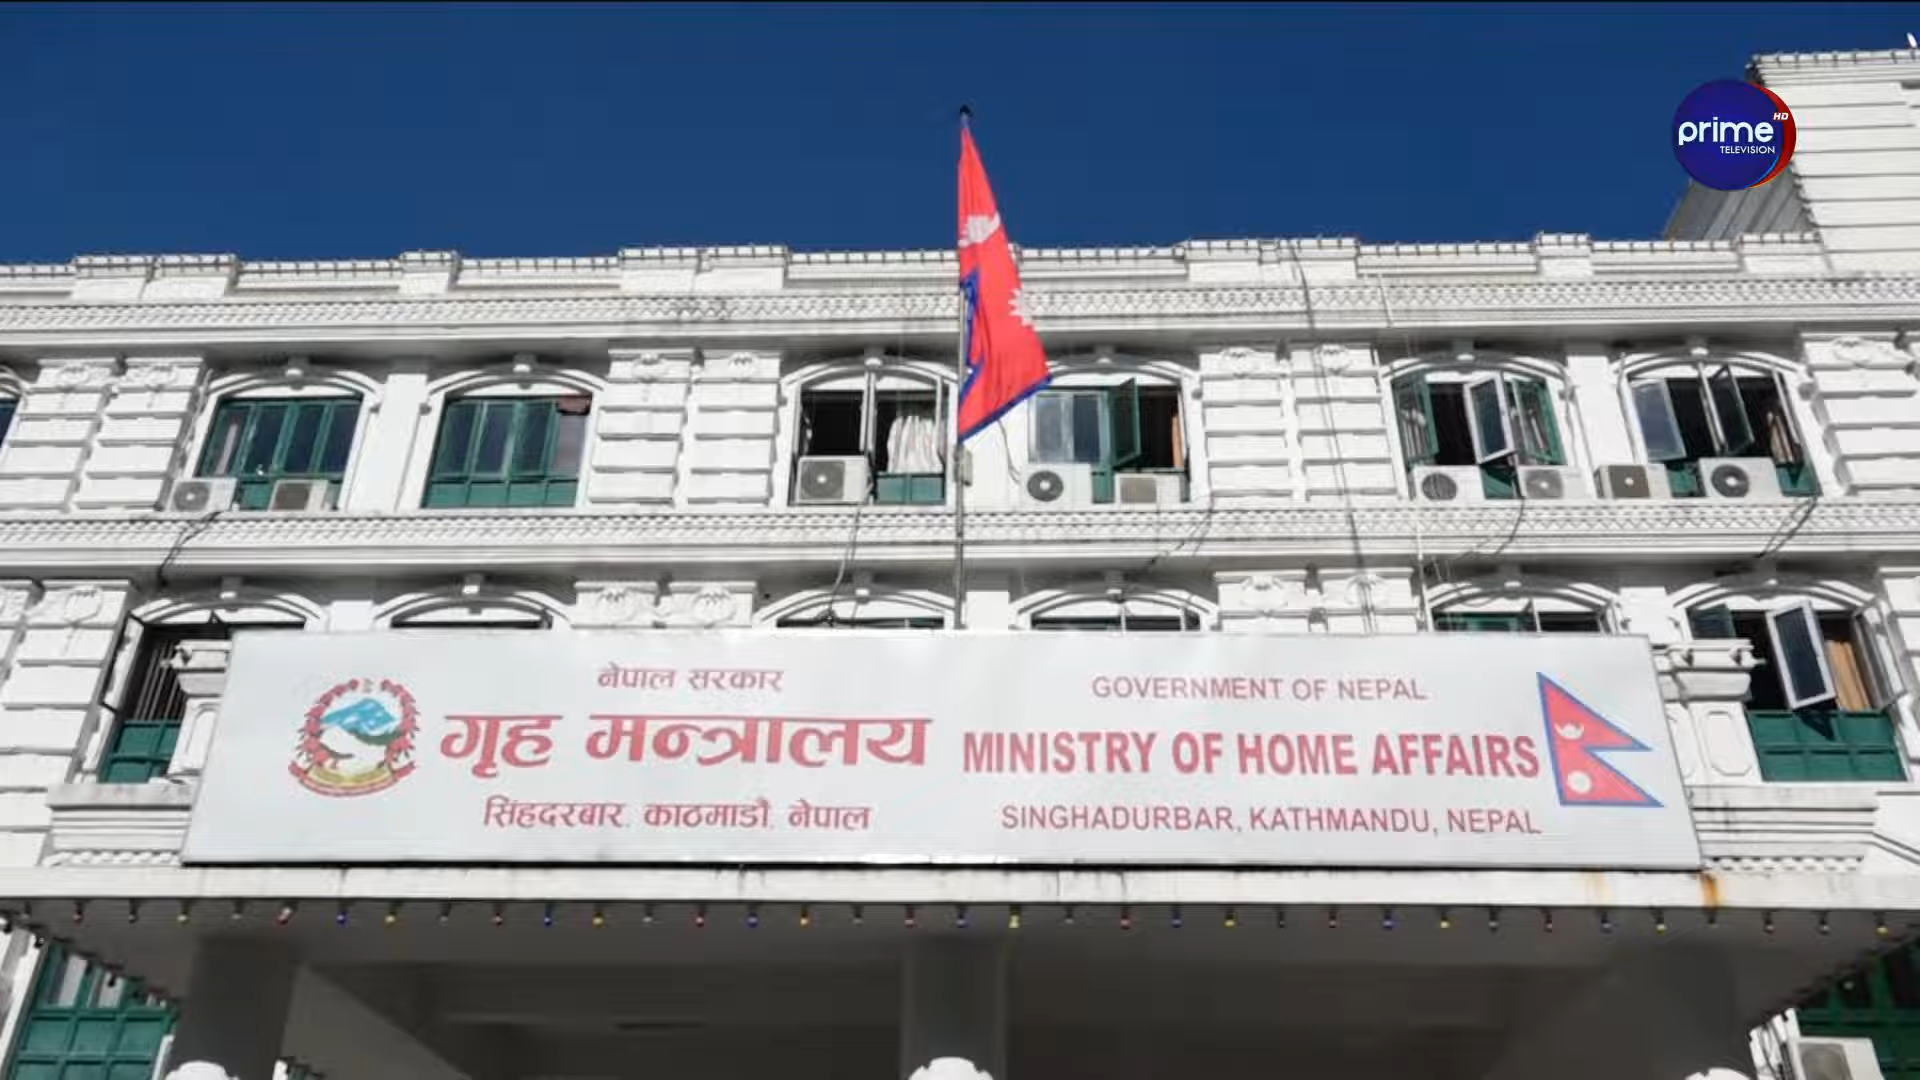 prime HD
TELEVISION
नेपाल सरकार
गृह मन्त्रालय
सिंहदरबार, काठमाडौं, नेपाल
GOVERNMENT OF NEPAL
MINISTRY OF HOME AFFAIRS
SINGHADURBAR, KATHMANDU, NEPAL